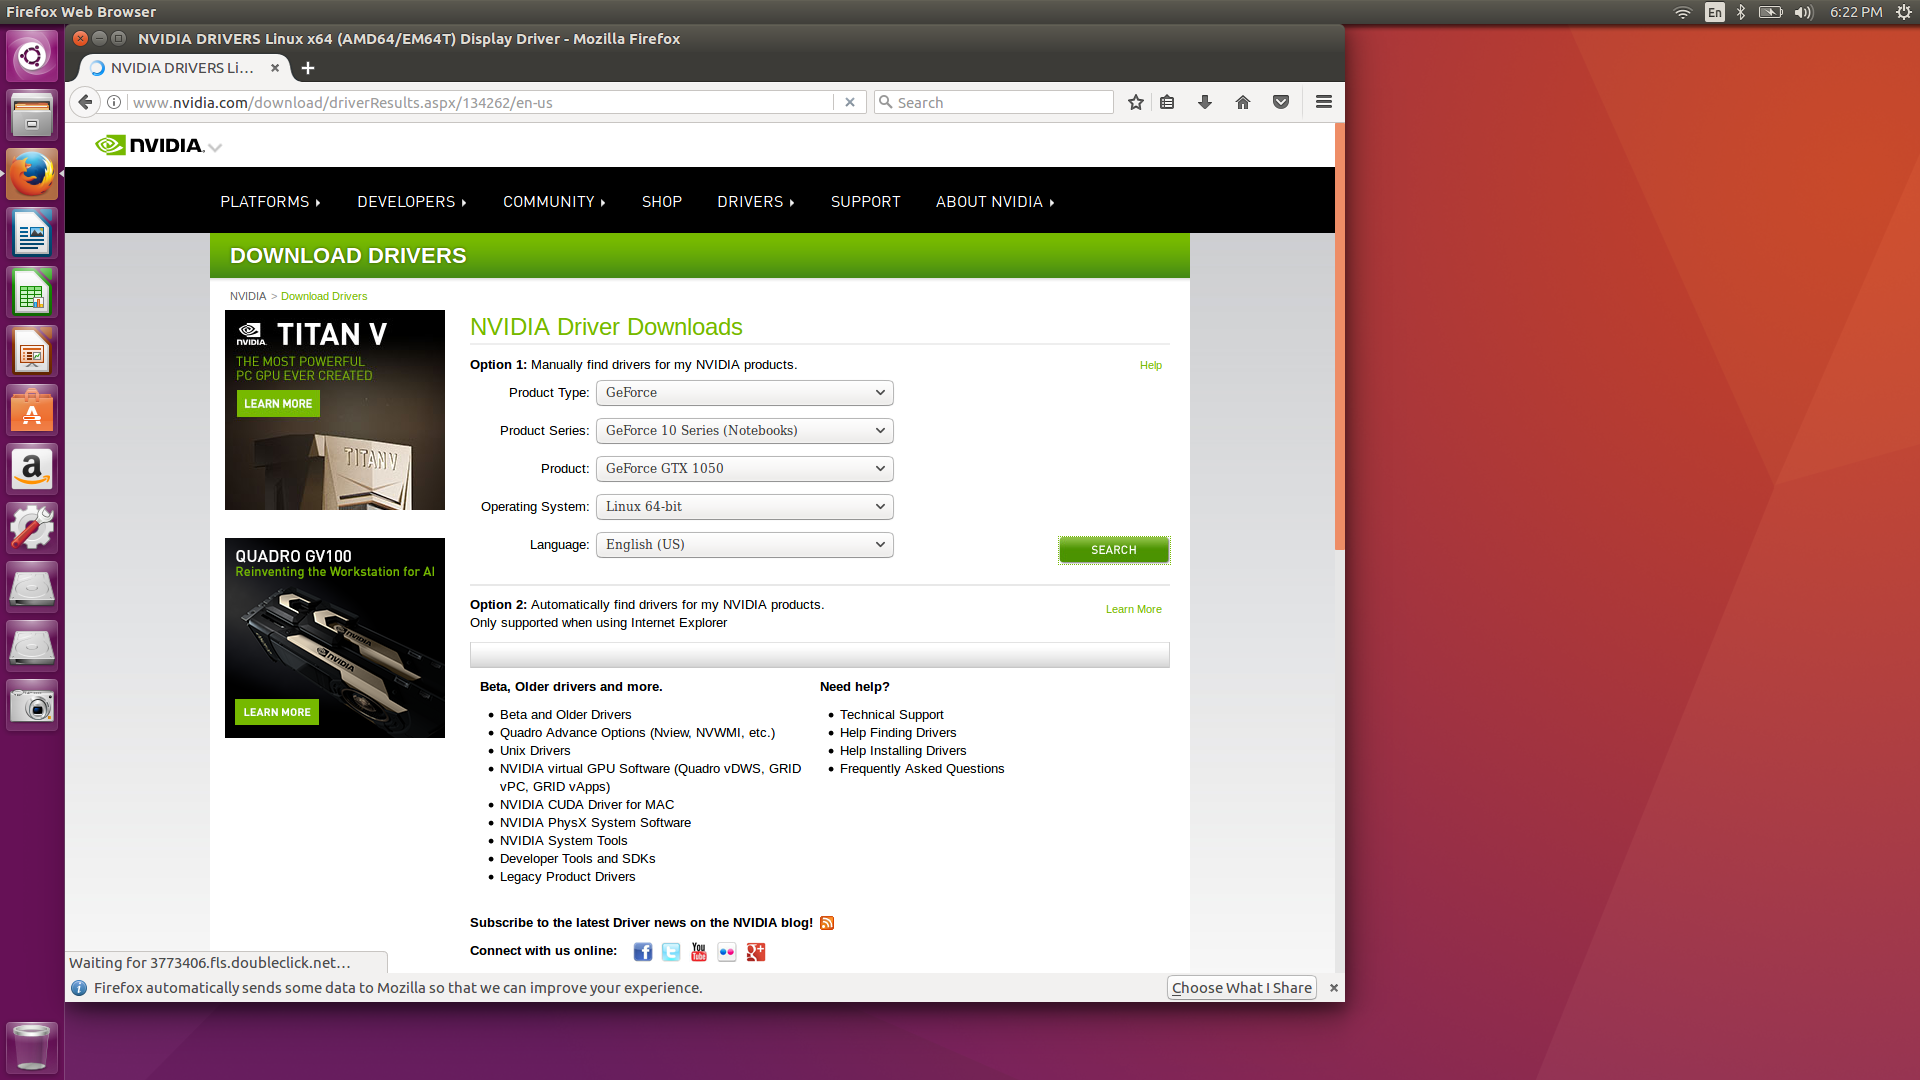 Firefox Web Browser
En
6:22 PM
NVIDIA DRIVERS Linux x64 (AMD64/EM64T) Display Driver - Mozilla Firefox
NVIDIA DRIVERS Li...
www.nvidia.com/download/driverResults.aspx/134262/en-us
Search
NVIDIA.
PLATFORMS
DEVELOPERS
COMMUNITY
SHOP
DRIVERS
SUPPORT
ABOUT NVIDIA
DOWNLOAD DRIVERS
NVIDIA > Download Drivers
NVIDIA. TITAN V
THE MOST POWERFUL
PC GPU EVER CREATED
LEARN MORE
TITAN V
QUADRO GV100
Reinventing the Workstation for AI
NVIDIA.
NVIDIA.
LEARN MORE
NVIDIA Driver Downloads
Option 1: Manually find drivers for my NVIDIA products.
Help
Product Type: GeForce
Product Series: GeForce 10 Series (Notebooks)
Product: GeForce GTX 1050
Operating System: Linux 64-bit
Language: English (US)
SEARCH
Option 2: Automatically find drivers for my NVIDIA products.
Learn More
Only supported when using Internet Explorer
Beta, Older drivers and more.
Beta and Older Drivers
Quadro Advance Options (Nview, NVWMI, etc.)
Unix Drivers
NVIDIA virtual GPU Software (Quadro vDWS, GRID
vPC, GRID vApps)
NVIDIA CUDA Driver for MAC
NVIDIA PhysX System Software
NVIDIA System Tools
Developer Tools and SDKs
Legacy Product Drivers
Need help?
Technical Support
Help Finding Drivers
Help Installing Drivers
Frequently Asked Questions
Subscribe to the latest Driver news on the NVIDIA blog!
Connect with us online:
You
Tube
Waiting for 3773406.fls.doubleclick.net...
Firefox automatically sends some data to Mozilla so that we can improve your experience.
Choose What I Share